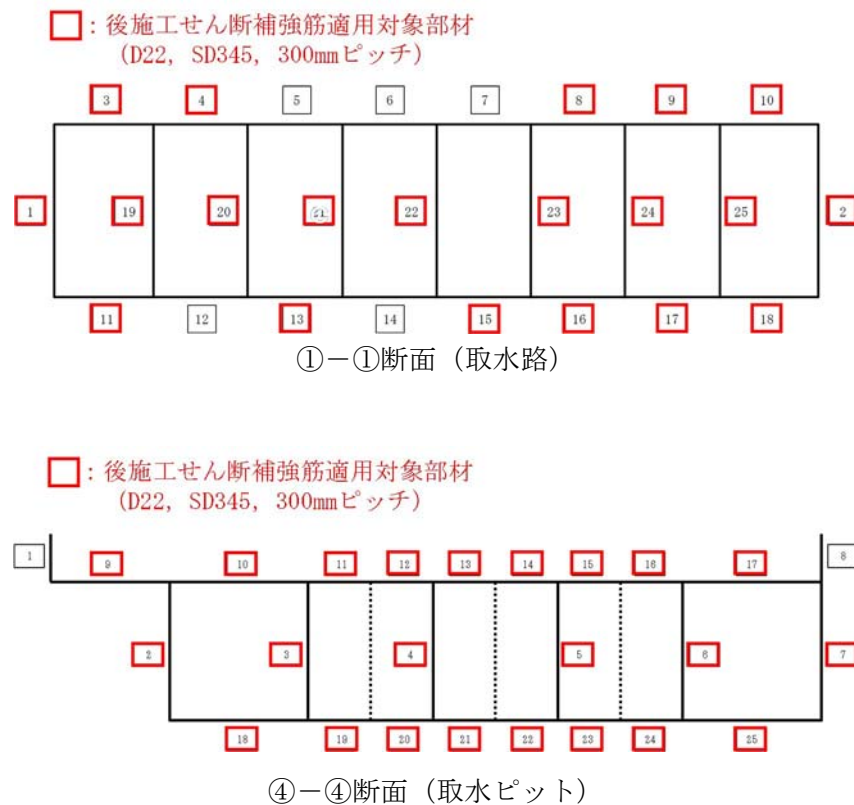 ：後施工せん断補強筋適用対象部材
(D22, SD345, 300mmピッチ)
3 4 5 6 7 8 9 10
1 19 20 21 22 23 24 25 2
11 12 13 14 15 16 17 18
①－①断面（取水路）
：後施工せん断補強筋適用対象部材
(D22, SD345, 300mmピッチ)
1 9 10 11 12 13 14 15 16 17 8
2 3 4 5 6 7
18 19 20 21 22 23 24 25
④－④断面（取水ピット）